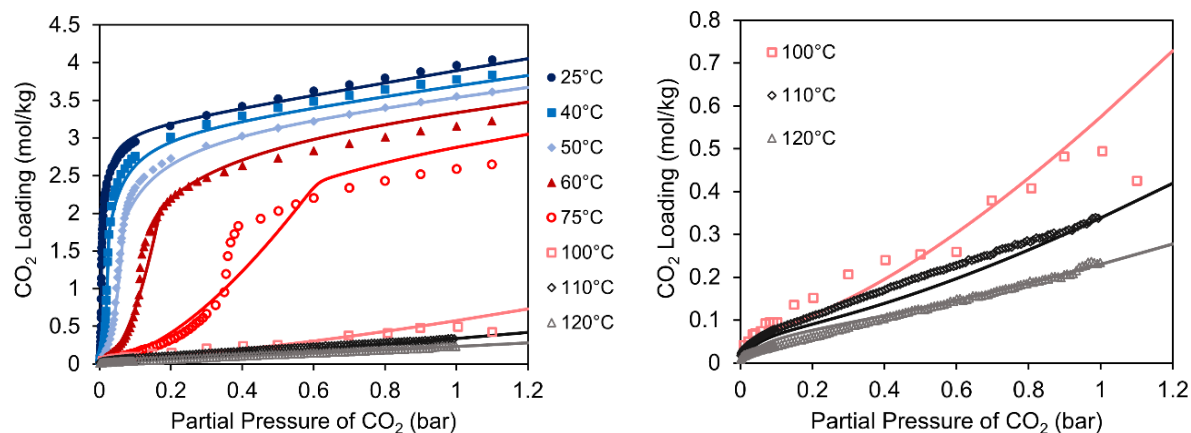 CO₂ Loading (mol/kg)
4.5
4
3.5
3
2.5
2
1.5
1
0.5
0
0 0.2 0.4 0.6 0.8 1 1.2
Partial Pressure of CO₂ (bar)
25°C
40°C
50°C
60°C
75°C
100°C
110°C
120°C
CO₂ Loading (mol/kg)
0.8
0.7
0.6
0.5
0.4
0.3
0.2
0.1
0
0 0.2 0.4 0.6 0.8 1 1.2
Partial Pressure of CO₂ (bar)
100°C
110°C
120°C